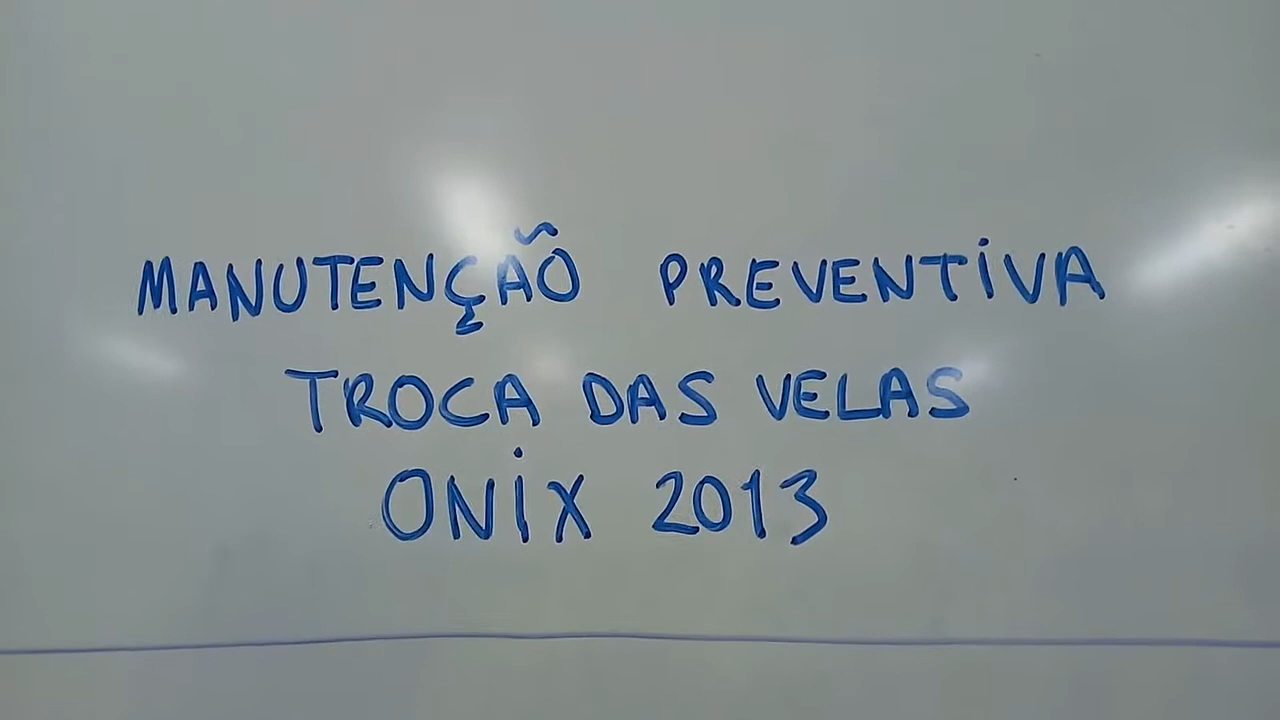 MANUTENÇÃO PREVENTIVA
TROCA DAS VELAS
ONIX 2013